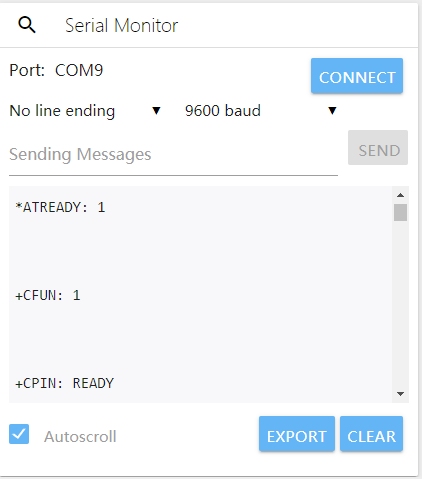 Serial Monitor
Port: COM9
CONNECT
No line ending
9600 baud
Sending Messages
SEND
*ATREADY: 1
+CFUN: 1
+CPIN: READY
Autoscroll
EXPORT
CLEAR